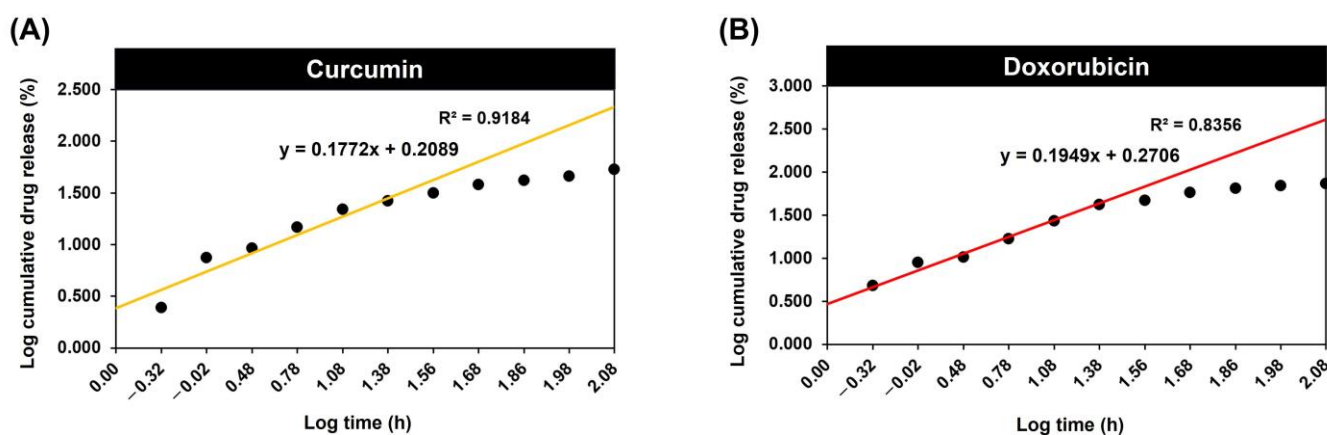 (A)
Curcumin
Log cumulative drug release (%)
2.500
2.000
1.500
1.000
0.500
0.000
R² = 0.9184
y = 0.1772x + 0.2089
0.00 −0.32 −0.02 0.48 0.78 1.08 1.38 1.56 1.68 1.86 1.98 2.08
Log time (h)
(B)
Doxorubicin
Log cumulative drug release (%)
3.000
2.500
2.000
1.500
1.000
0.500
0.000
R² = 0.8356
y = 0.1949x + 0.2706
0.00 −0.32 −0.02 0.48 0.78 1.08 1.38 1.56 1.68 1.86 1.98 2.08
Log time (h)